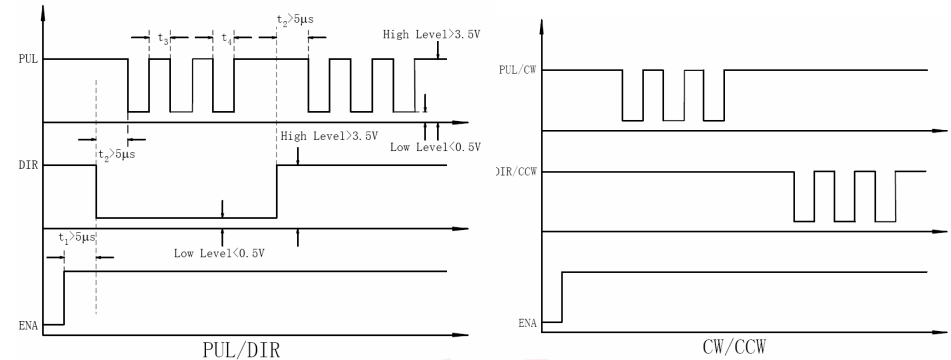 t2>5μs
t3
t4
High Level>3.5V
PUL
t2>5μs
High Level>3.5V
Low Level<0.5V
DIR
t1>5μs
Low Level<0.5V
ENA
PUL/DIR
PUL/CW
DIR/CCW
ENA
CW/CCW